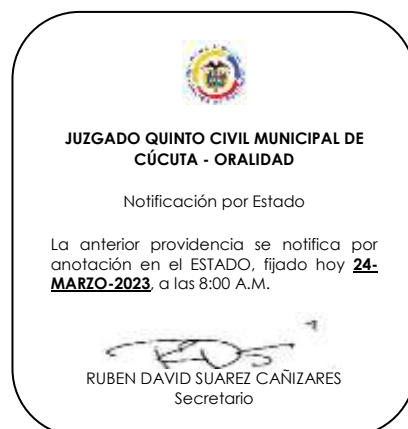 JUZGADO QUINTO CIVIL MUNICIPAL DE
CÚCUTA - ORALIDAD
Notificación por Estado
La anterior providencia se notifica por
anotación en el ESTADO, fijado hoy 24-
MARZO-2023, a las 8:00 A.M.
RUBEN DAVID SUAREZ CAÑIZARES
Secretario